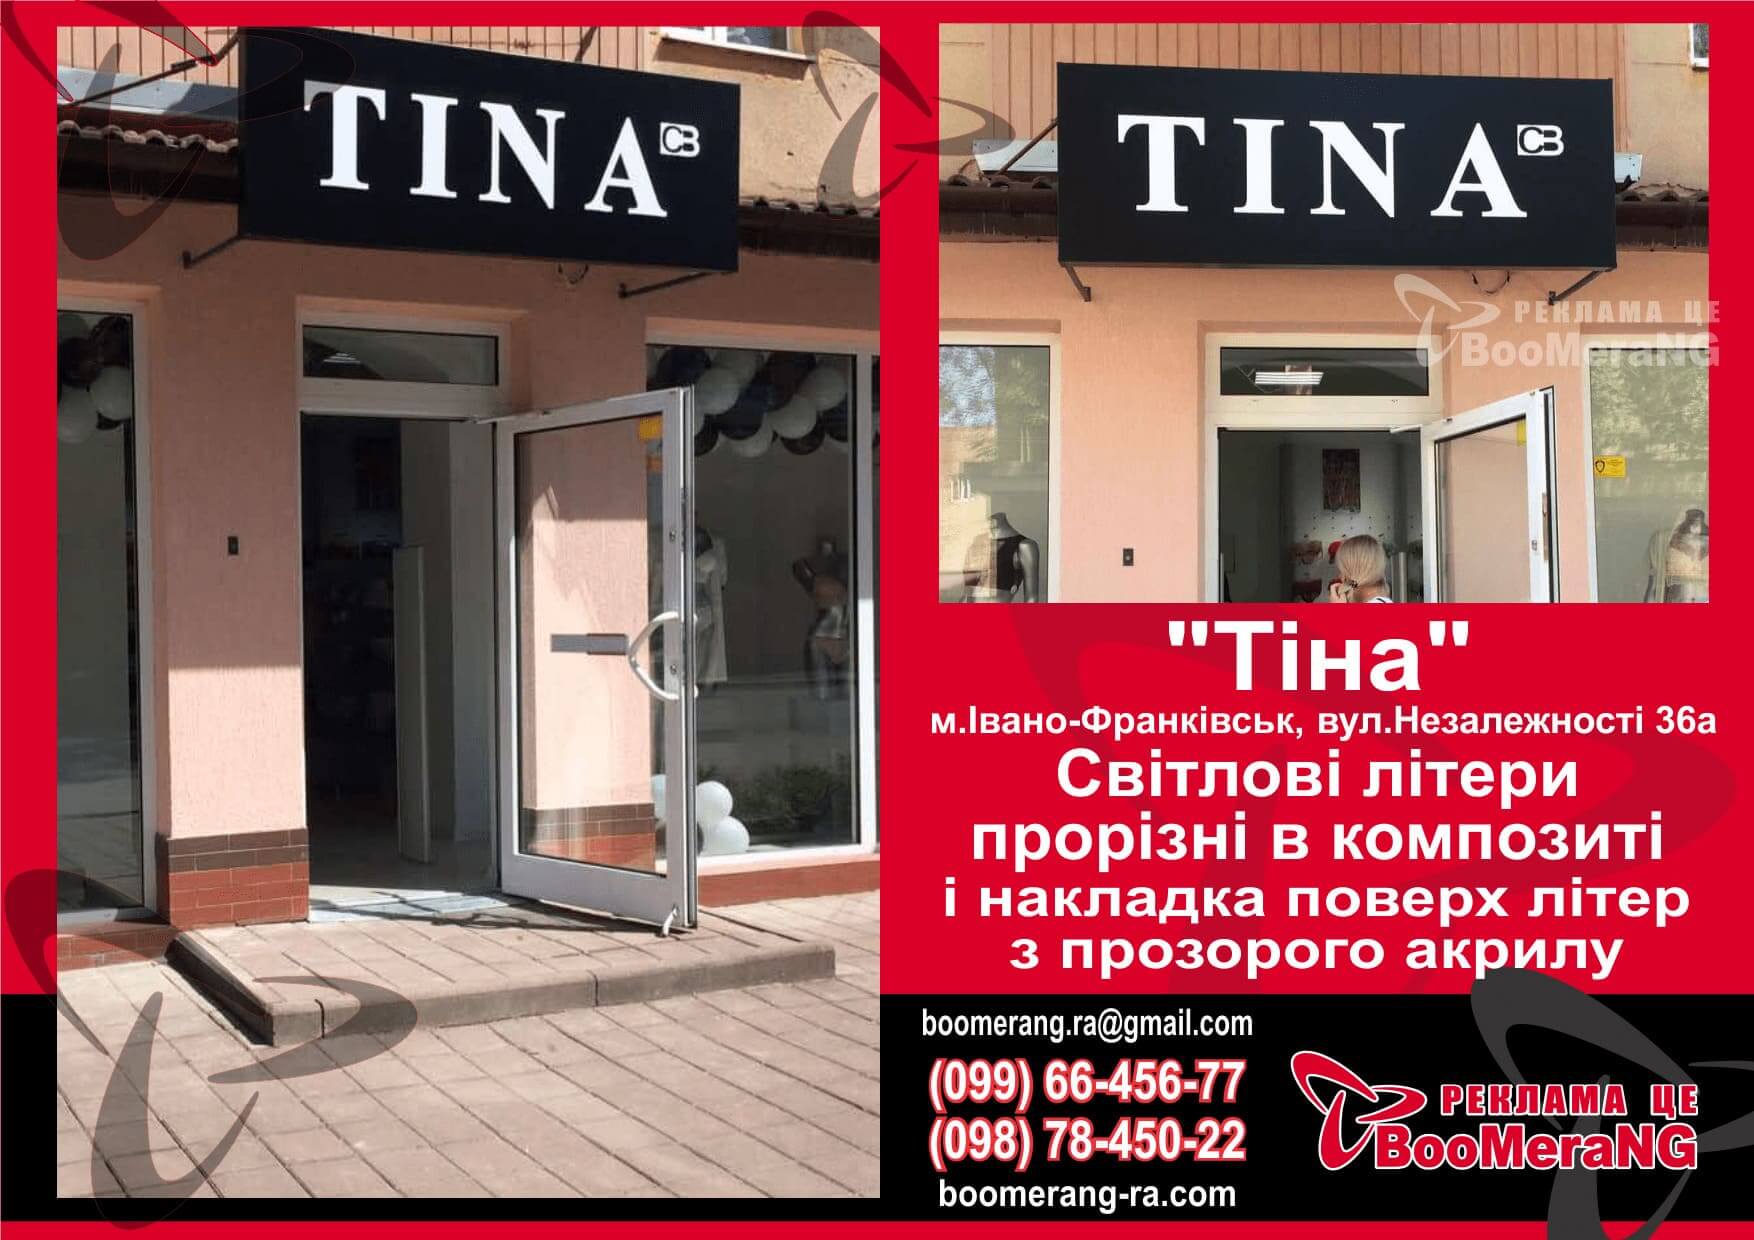 TINA CB
TINA CB
РЕКЛАМА ЦЕ
BooMeraNG
"Тіна"
м.Івано-Франківськ, вул.Незалежності 36а
Світлові літери
прорізні в композиті
і накладка поверх літер
з прозорого акрилу
boomerang.ra@gmail.com
(099) 66-456-77
(098) 78-450-22
boomerang-ra.com
РЕКЛАМА ЦЕ
BooMeraNG